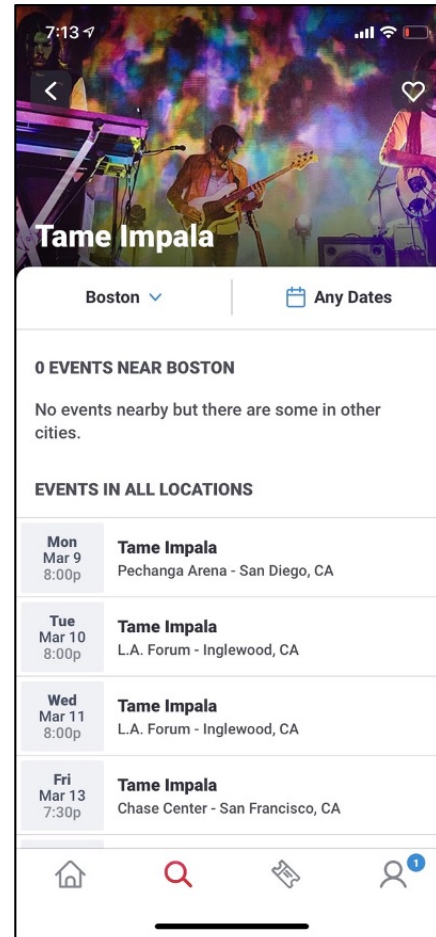 7:13
Tame Impala
Boston
Any Dates
0 EVENTS NEAR BOSTON
No events nearby but there are some in other
cities.
EVENTS IN ALL LOCATIONS
Mon
Mar 9
8:00p
Tame Impala
Pechanga Arena - San Diego, CA
Tue
Mar 10
8:00p
Tame Impala
L.A. Forum - Inglewood, CA
Wed
Mar 11
8:00p
Tame Impala
L.A. Forum - Inglewood, CA
Fri
Mar 13
7:30p
Tame Impala
Chase Center - San Francisco, CA
1